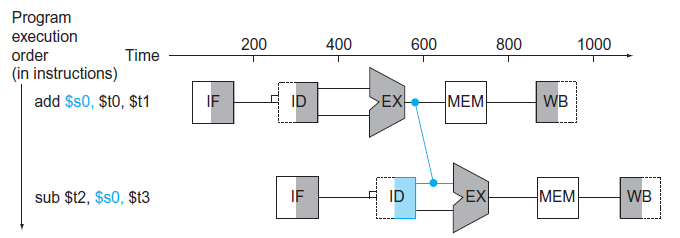 Program
execution
order
(in instructions)
Time
200 400 600 800 1000
add $s0, $t0, $t1
IF ID EX MEM WB
sub $t2, $s0, $t3
IF ID EX MEM WB